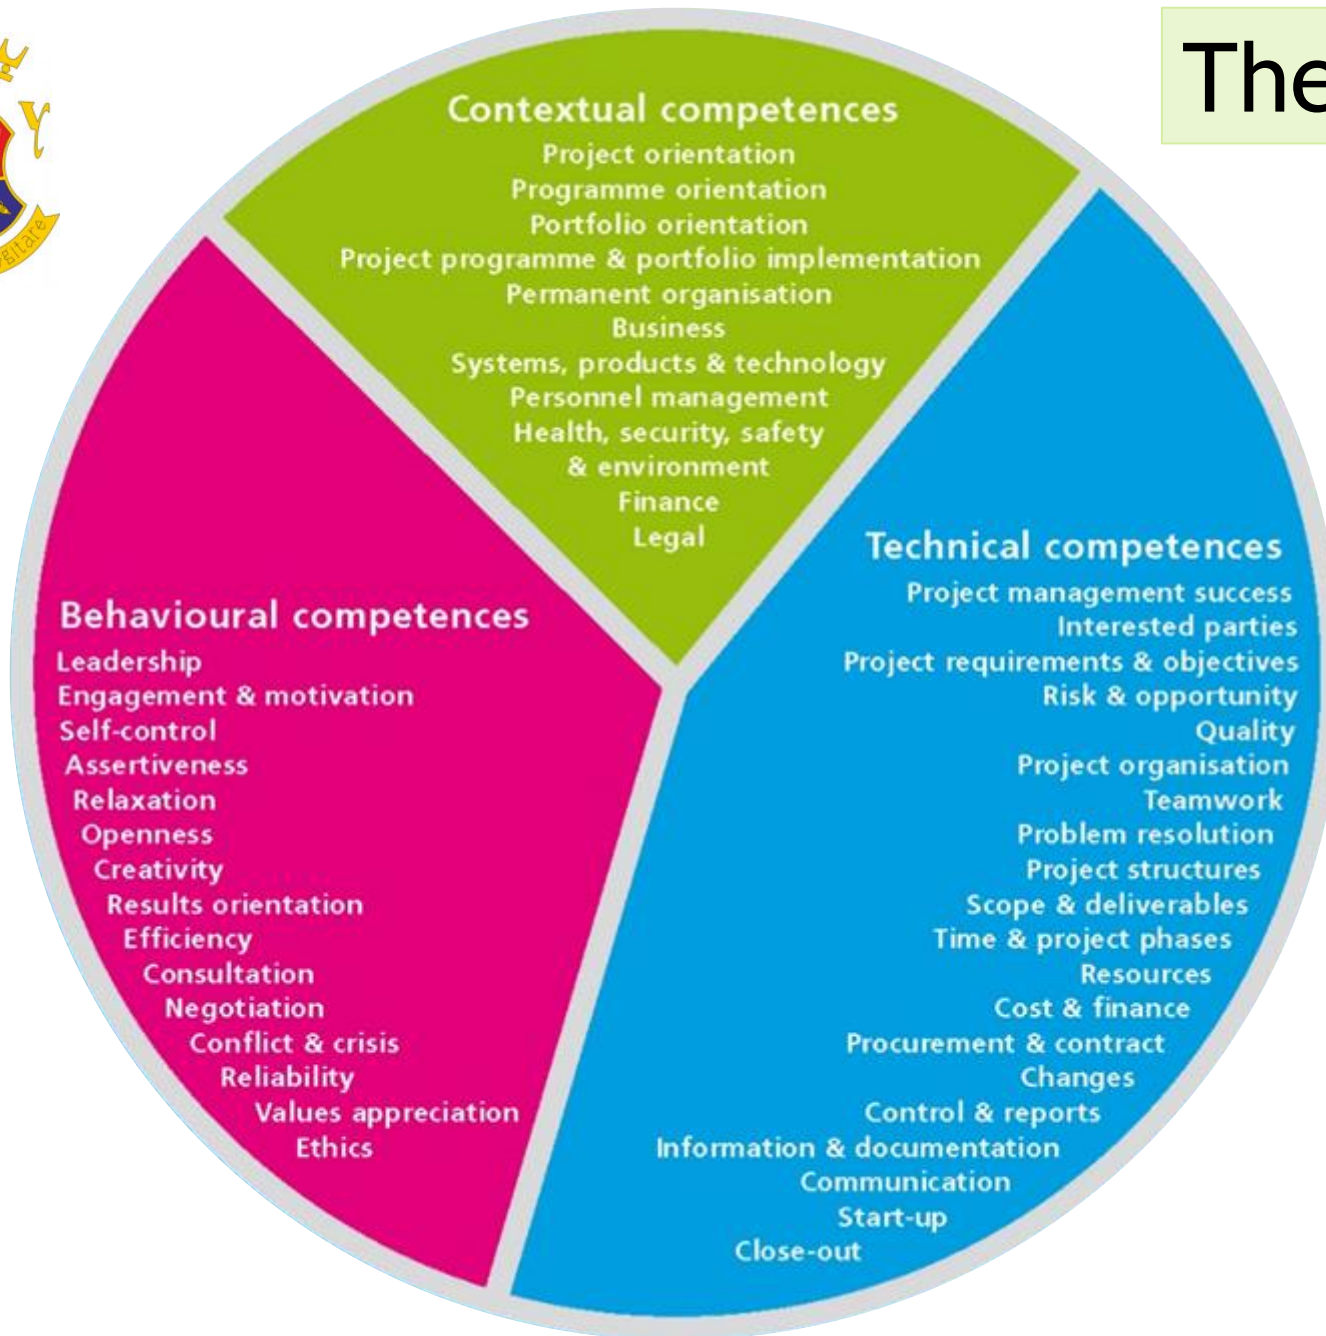 The
Contextual competences
Project orientation
Programme orientation
Portfolio orientation
Project programme & portfolio implementation
Permanent organisation
Business
Systems, products & technology
Personnel management
Health, security, safety
& environment
Finance
Legal
Behavioural competences
Leadership
Engagement & motivation
Self-control
Assertiveness
Relaxation
Openness
Creativity
Results orientation
Efficiency
Consultation
Negotiation
Conflict & crisis
Reliability
Values appreciation
Ethics
Technical competences
Project management success
Interested parties
Project requirements & objectives
Risk & opportunity
Quality
Project organisation
Teamwork
Problem resolution
Project structures
Scope & deliverables
Time & project phases
Resources
Cost & finance
Procurement & contract
Changes
Control & reports
Information & documentation
Communication
Start-up
Close-out